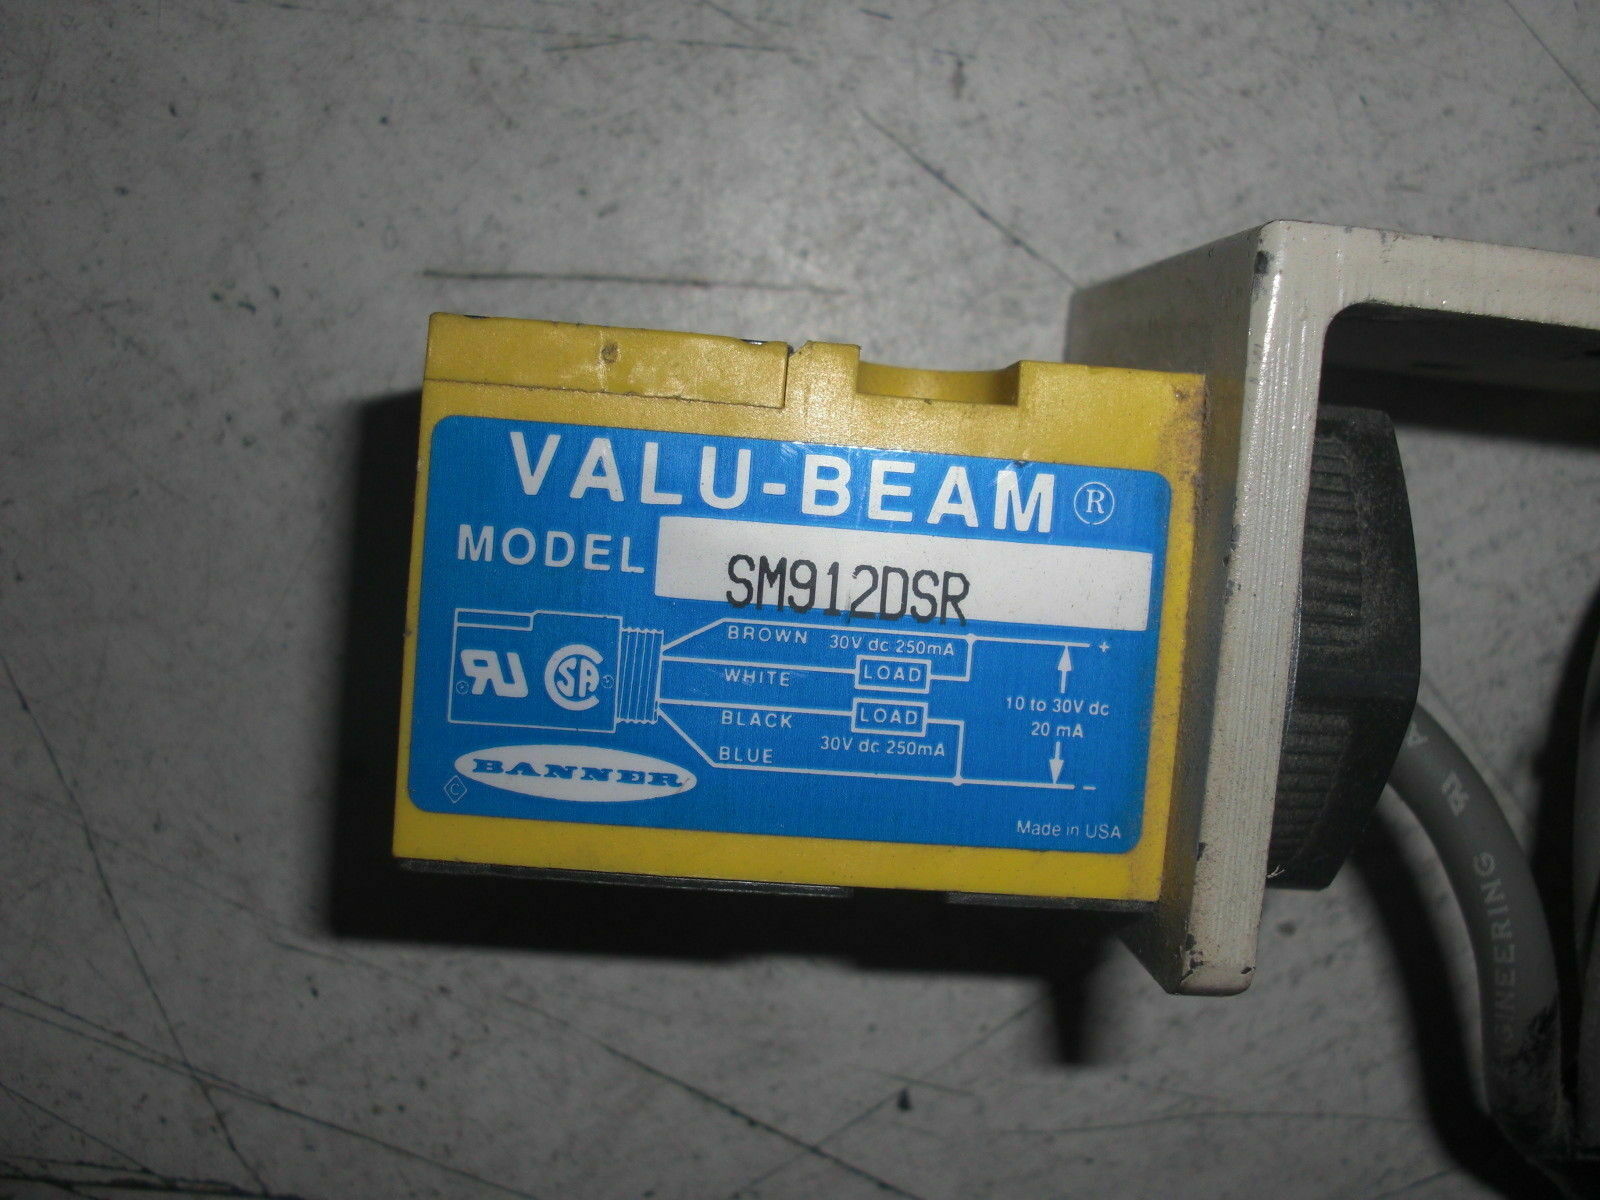 VALU-BEAM®
MODEL SM912DSR
BROWN 30V dc 250mA +
WHITE LOAD
10 to 30V dc
BLACK LOAD
20 mA
30V dc 250mA
BLUE -
BANNER
Made in USA